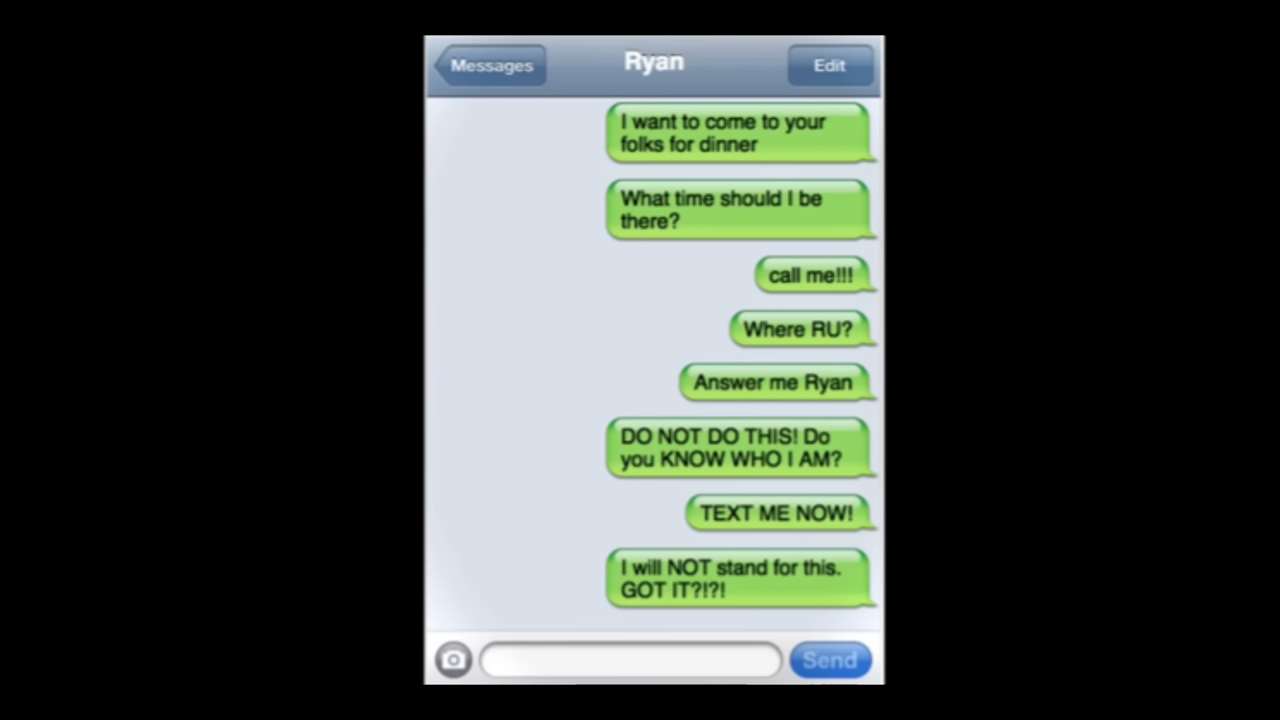 Messages
Ryan
Edit
I want to come to your
folks for dinner
What time should I be
there?
call me!!!
Where RU?
Answer me Ryan
DO NOT DO THIS! Do
you KNOW WHO I AM?
TEXT ME NOW!
I will NOT stand for this.
GOT IT?!?!
Send